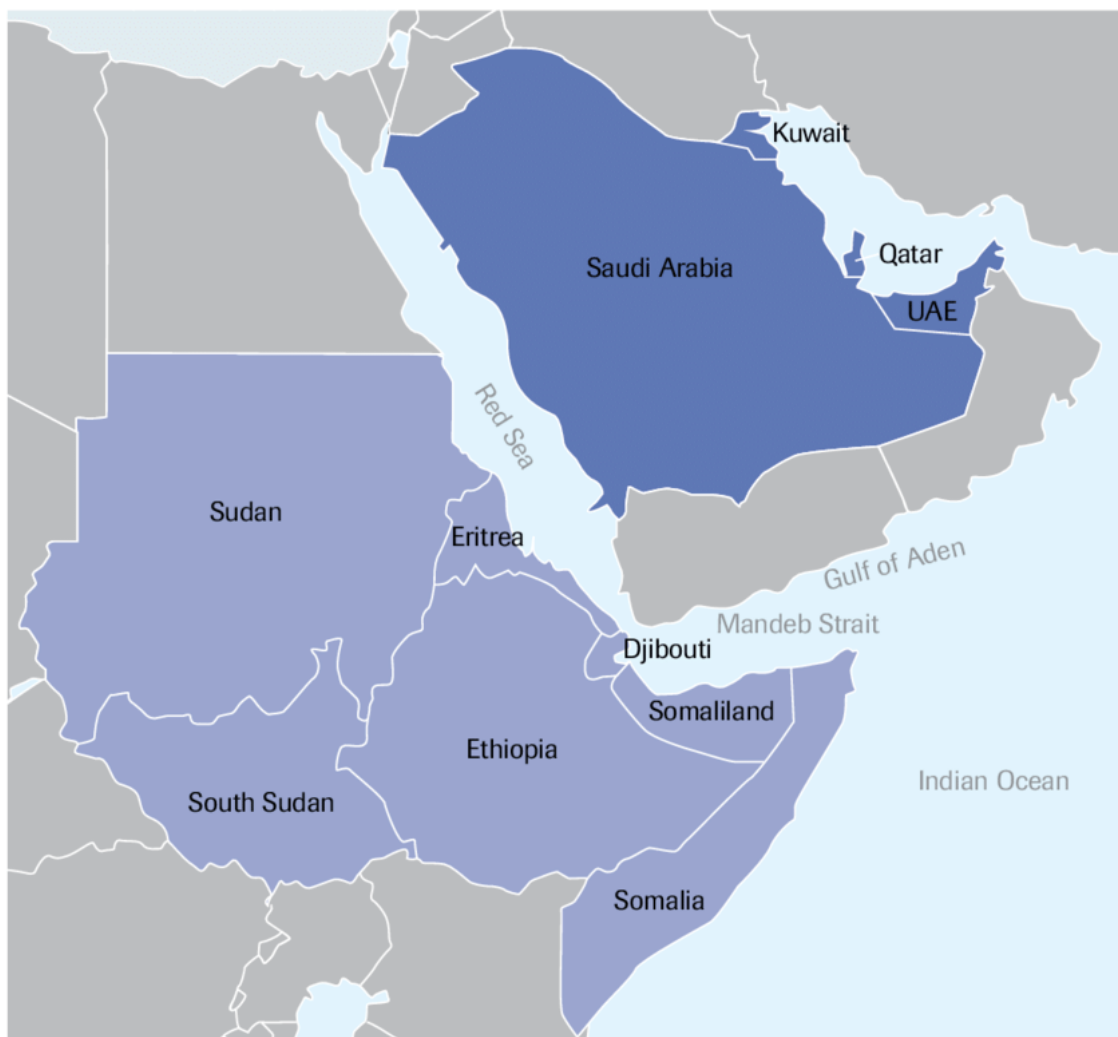 Kuwait
Qatar
Saudi Arabia
UAE
Red Sea
Sudan
Eritrea
Gulf of Aden
Mandeb Strait
Djibouti
Somaliland
Ethiopia
Indian Ocean
South Sudan
Somalia